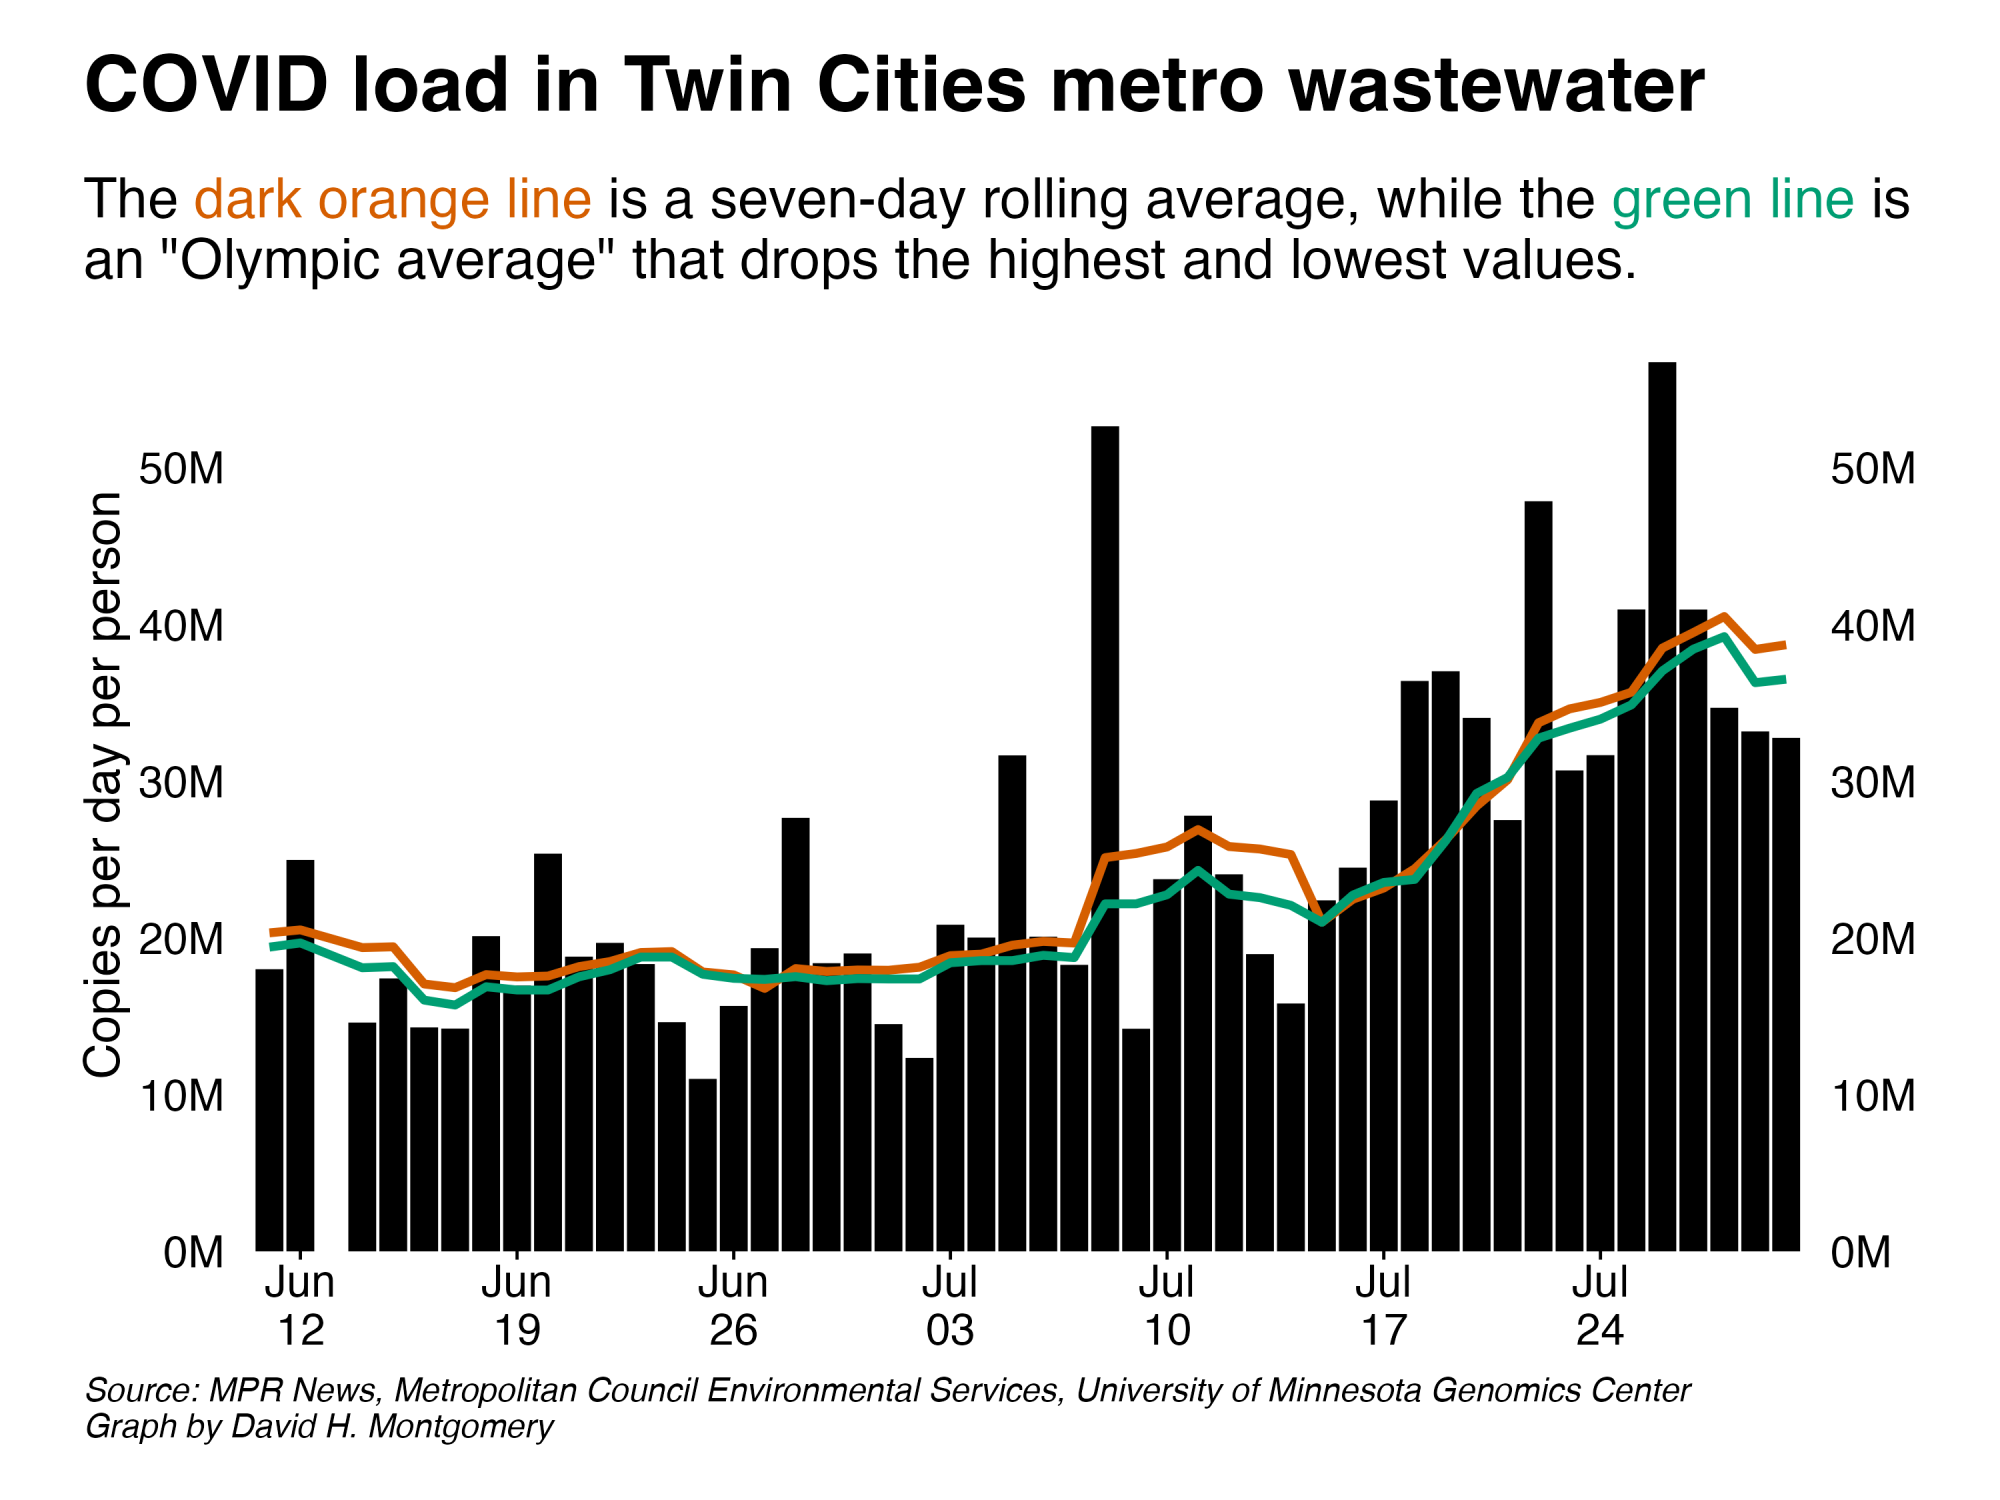 COVID load in Twin Cities metro wastewater
The dark orange line is a seven-day rolling average, while the green line is
an "Olympic average" that drops the highest and lowest values.
Copies per day per person
50M
40M
30M
20M
10M
0M
50M
40M
30M
20M
10M
0M
Jun
12
Jun
19
Jun
26
Jul
03
Jul
10
Jul
17
Jul
24
Source: MPR News, Metropolitan Council Environmental Services, University of Minnesota Genomics Center
Graph by David H. Montgomery